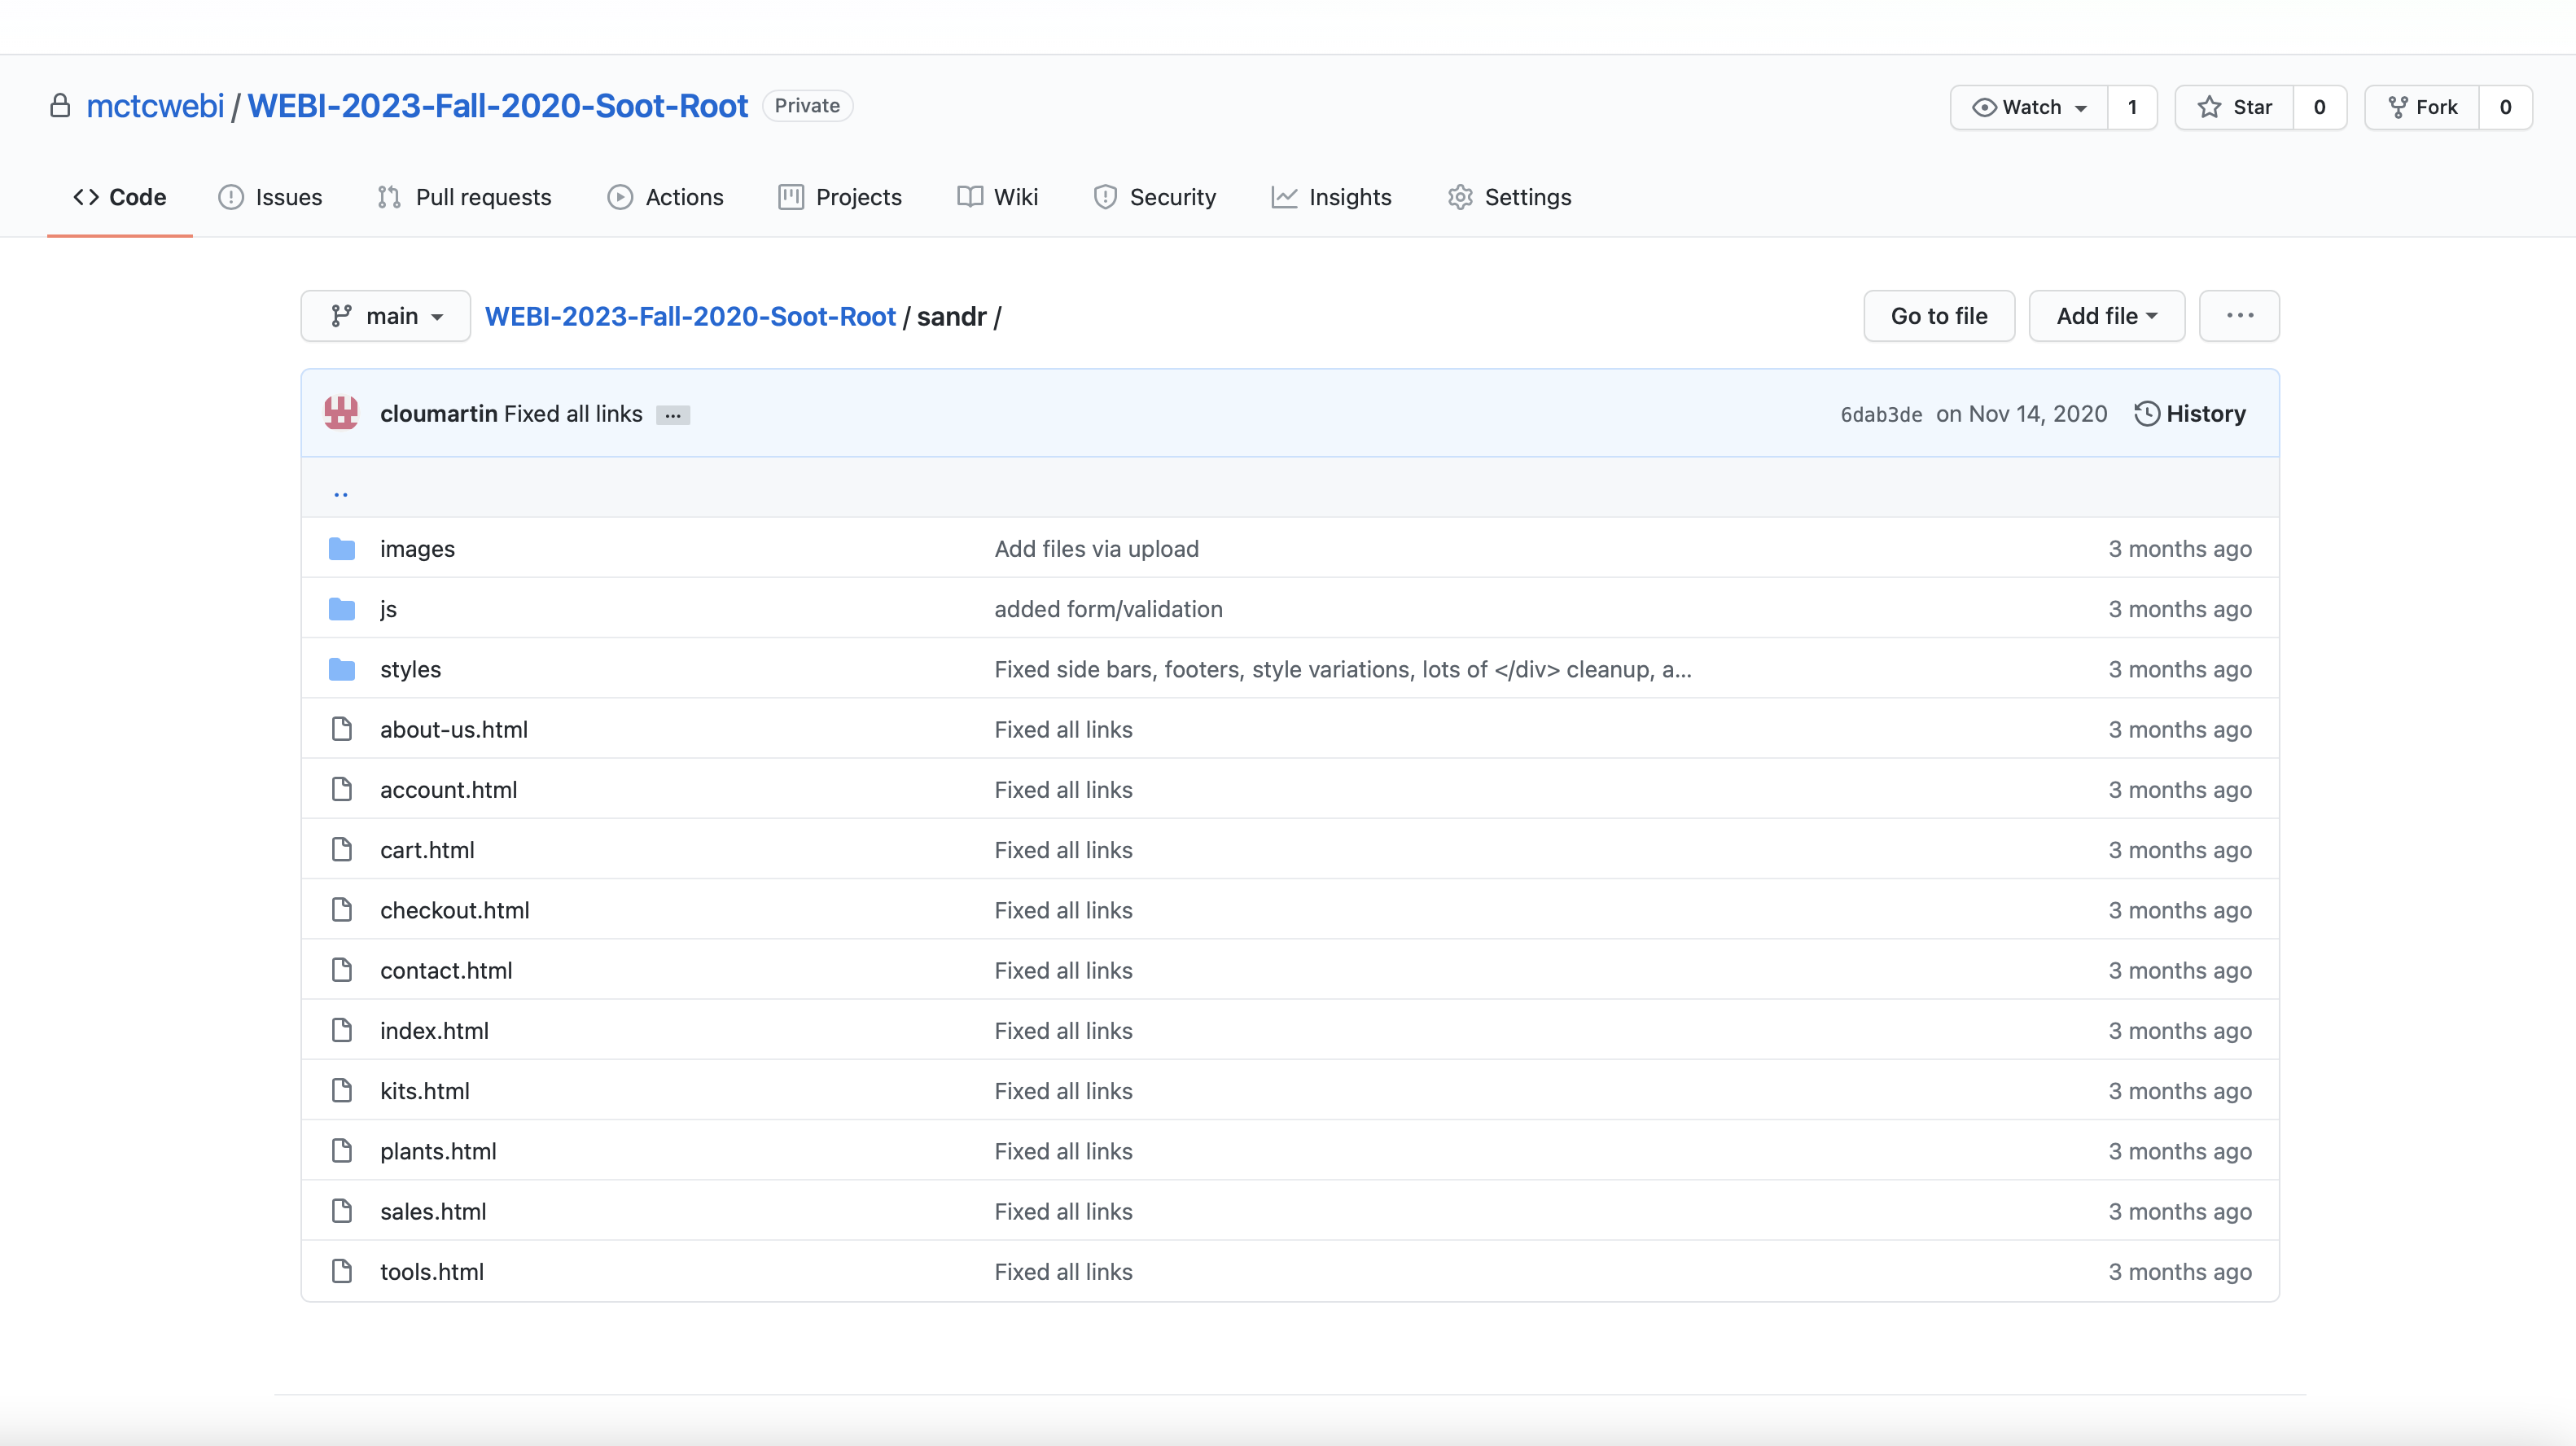 mctcwebi / WEBI-2023-Fall-2020-Soot-Root Private Watch 1 Star 0 Fork 0
Code Issues Pull requests Actions Projects Wiki Security Insights Settings
main WEBI-2023-Fall-2020-Soot-Root / sandr / Go to file Add file ...
cloumartin Fixed all links ... 6dab3de on Nov 14, 2020 History
..
images Add files via upload 3 months ago
js added form/validation 3 months ago
styles Fixed side bars, footers, style variations, lots of </div> cleanup, a... 3 months ago
about-us.html Fixed all links 3 months ago
account.html Fixed all links 3 months ago
cart.html Fixed all links 3 months ago
checkout.html Fixed all links 3 months ago
contact.html Fixed all links 3 months ago
index.html Fixed all links 3 months ago
kits.html Fixed all links 3 months ago
plants.html Fixed all links 3 months ago
sales.html Fixed all links 3 months ago
tools.html Fixed all links 3 months ago